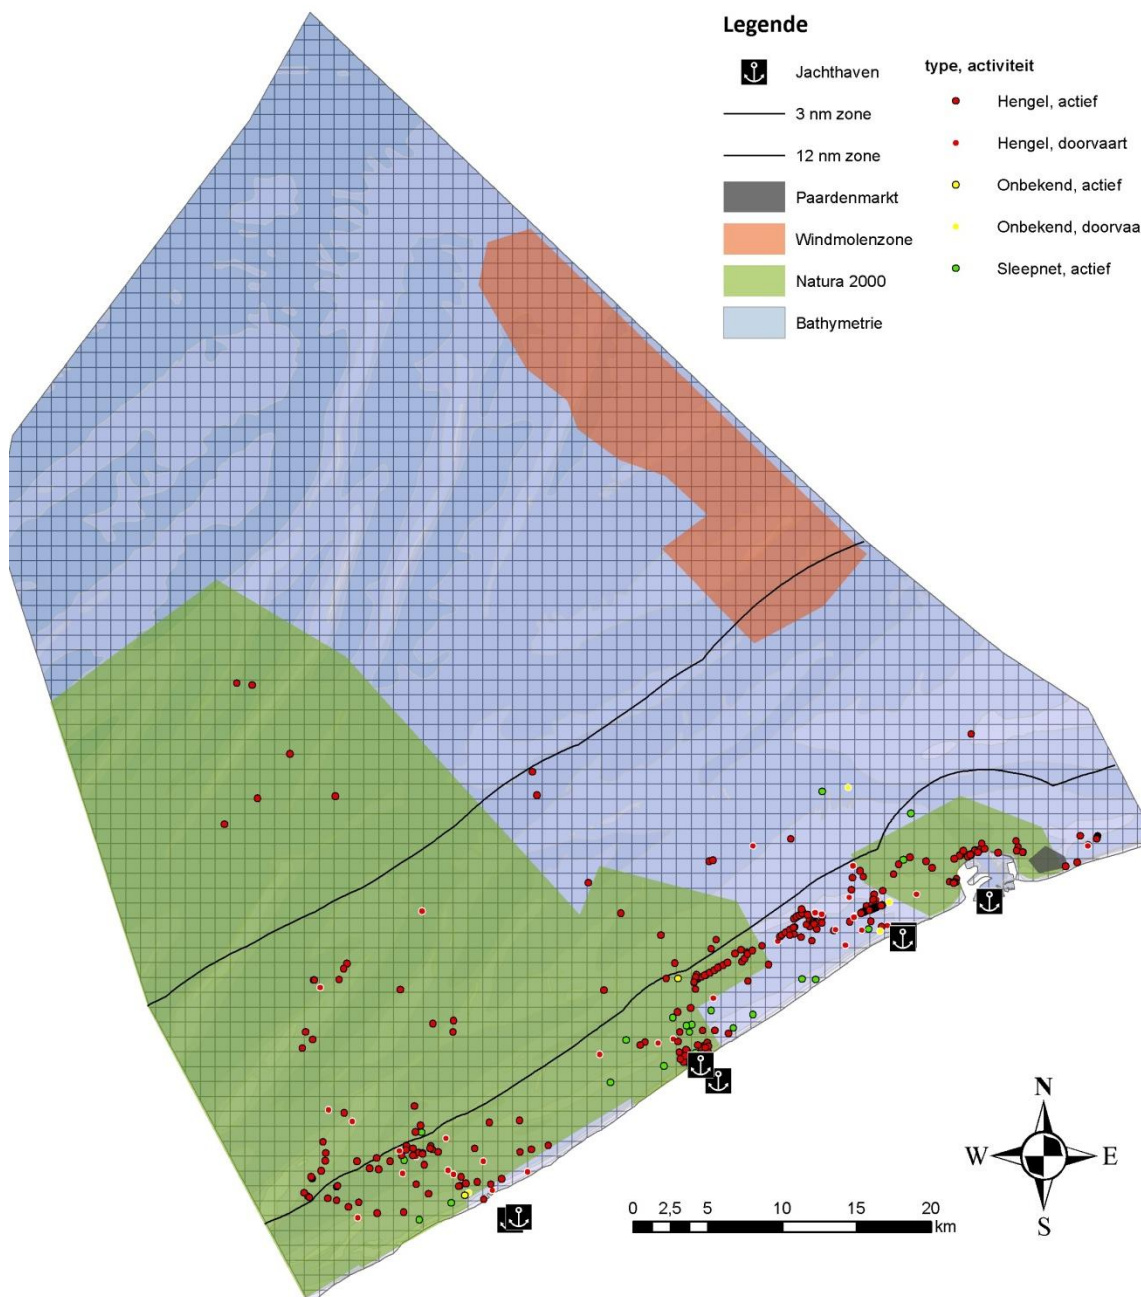 Legende
Jachthaven
3 nm zone
12 nm zone
Paardenmarkt
Windmolenzone
Natura 2000
Bathymetrie
type, activiteit
Hengel, actief
Hengel, doorvaart
Onbekend, actief
Onbekend, doorvaa
Sleepnet, actief
N
W E
S
0 2,5 5 10 15 20
km